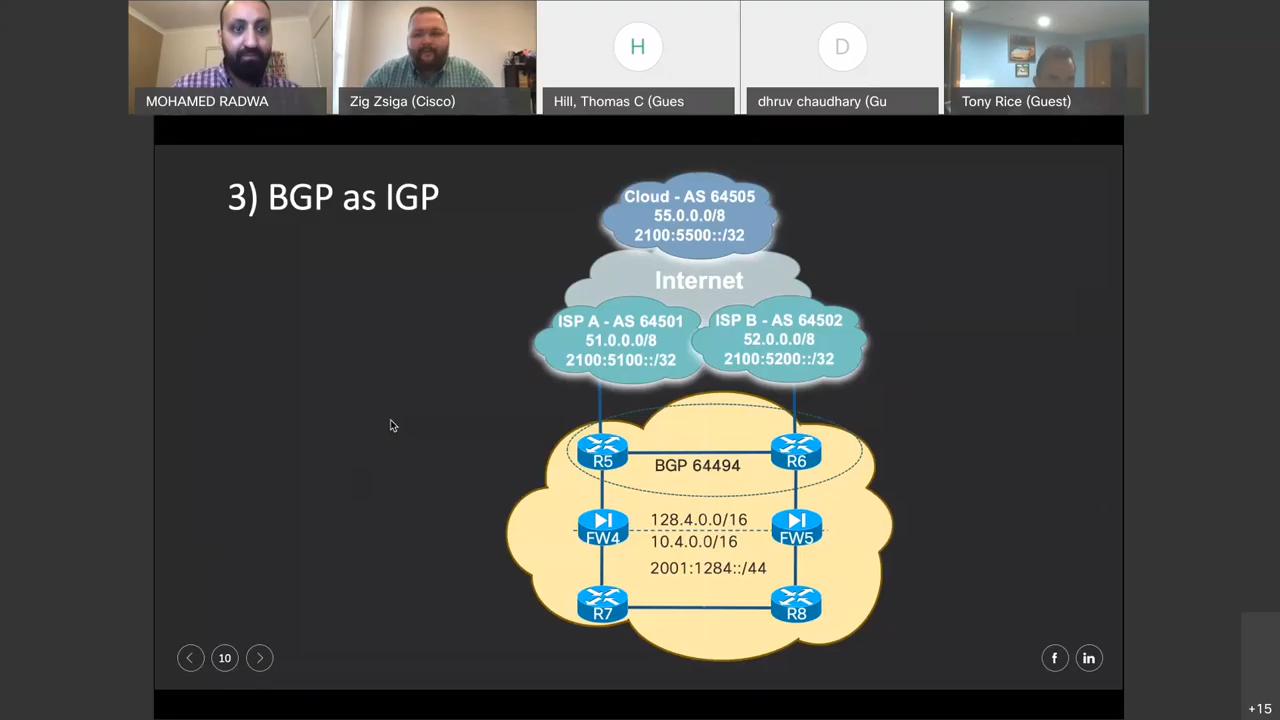 H
D
MOHAMED RADWA
Zig Zsiga (Cisco)
Hill, Thomas C (Gues
dhruv chaudhary (Gu
Tony Rice (Guest)
3) BGP as IGP
Cloud - AS 64505
55.0.0.0/8
2100:5500::/32
Internet
ISP A - AS 64501
51.0.0.0/8
2100:5100::/32
ISP B - AS 64502
52.0.0.0/8
2100:5200::/32
R5
BGP 64494
R6
FW4
128.4.0.0/16
10.4.0.0/16
2001:1284::/44
FW5
R7
R8
10
f
in
+15